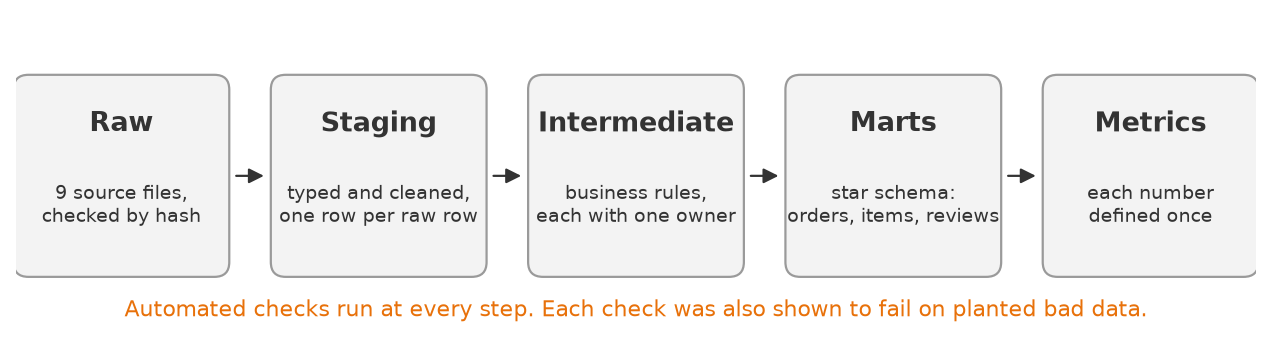 Raw
9 source files,
checked by hash
Staging
typed and cleaned,
one row per raw row
Intermediate
business rules,
each with one owner
Marts
star schema:
orders, items, reviews
Metrics
each number
defined once
Automated checks run at every step. Each check was also shown to fail on planted bad data.